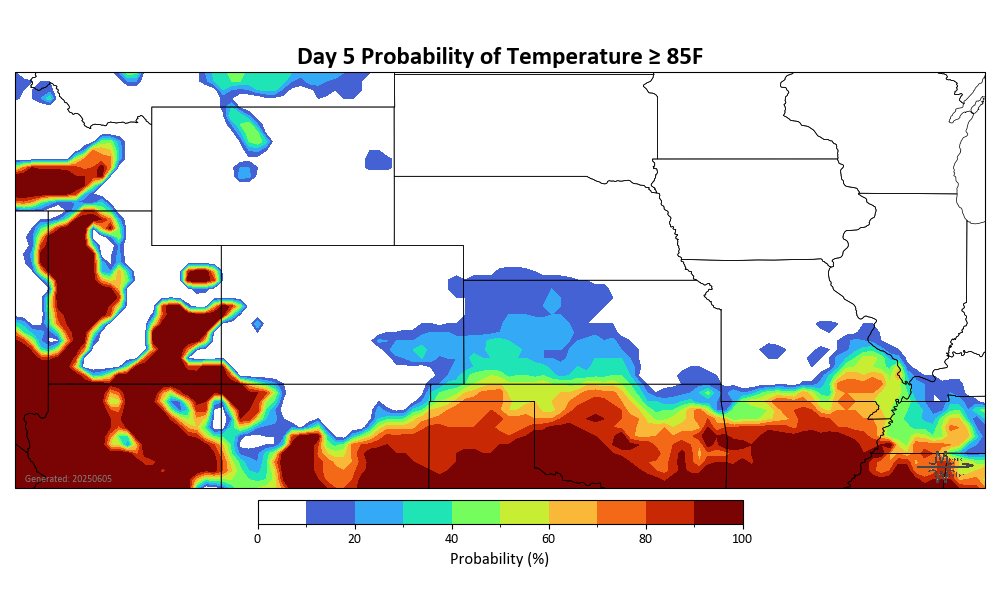 Day 5 Probability of Temperature ≥ 85F
Generated: 20250605
0 20 40 60 80 100
Probability (%)